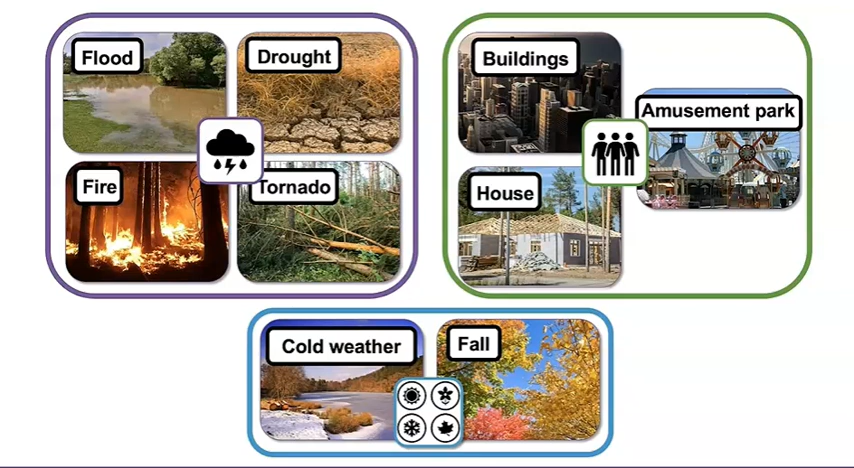 Flood
Drought
Fire
Tornado
Buildings
Amusement park
House
Cold weather
Fall